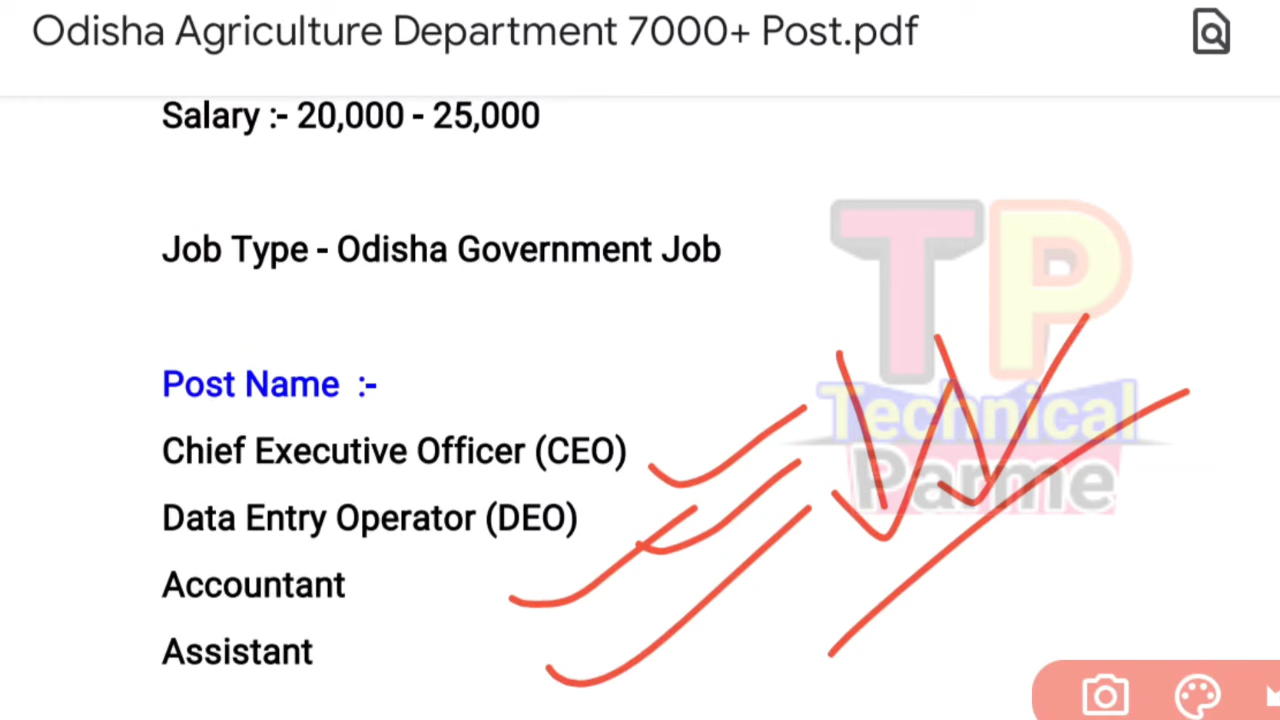 Odisha Agriculture Department 7000+ Post.pdf
Salary :- 20,000 - 25,000
Job Type - Odisha Government Job
Post Name :-
Chief Executive Officer (CEO)
Data Entry Operator (DEO)
Accountant
Assistant
TP
Technical
Parme